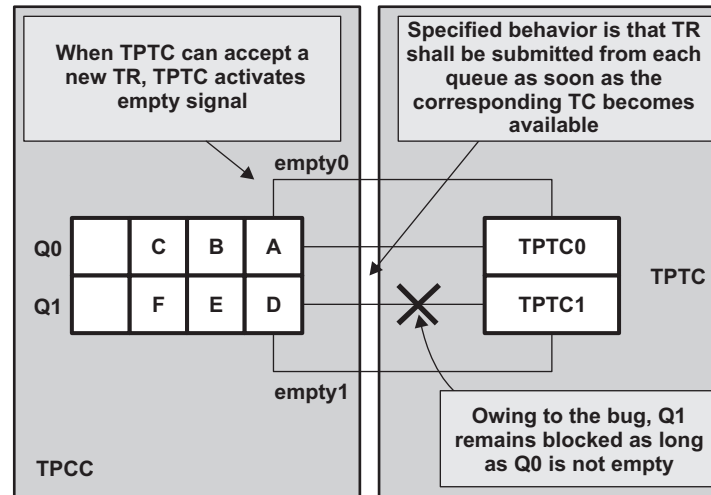 When TPTC can accept a
new TR, TPTC activates
empty signal
Specified behavior is that TR
shall be submitted from each
queue as soon as the
corresponding TC becomes
available
empty0
Q0
C
B
A
TPTC0
Q1
F
E
D
TPTC1
TPTC
empty1
Owing to the bug, Q1
remains blocked as long
as Q0 is not empty
TPCC